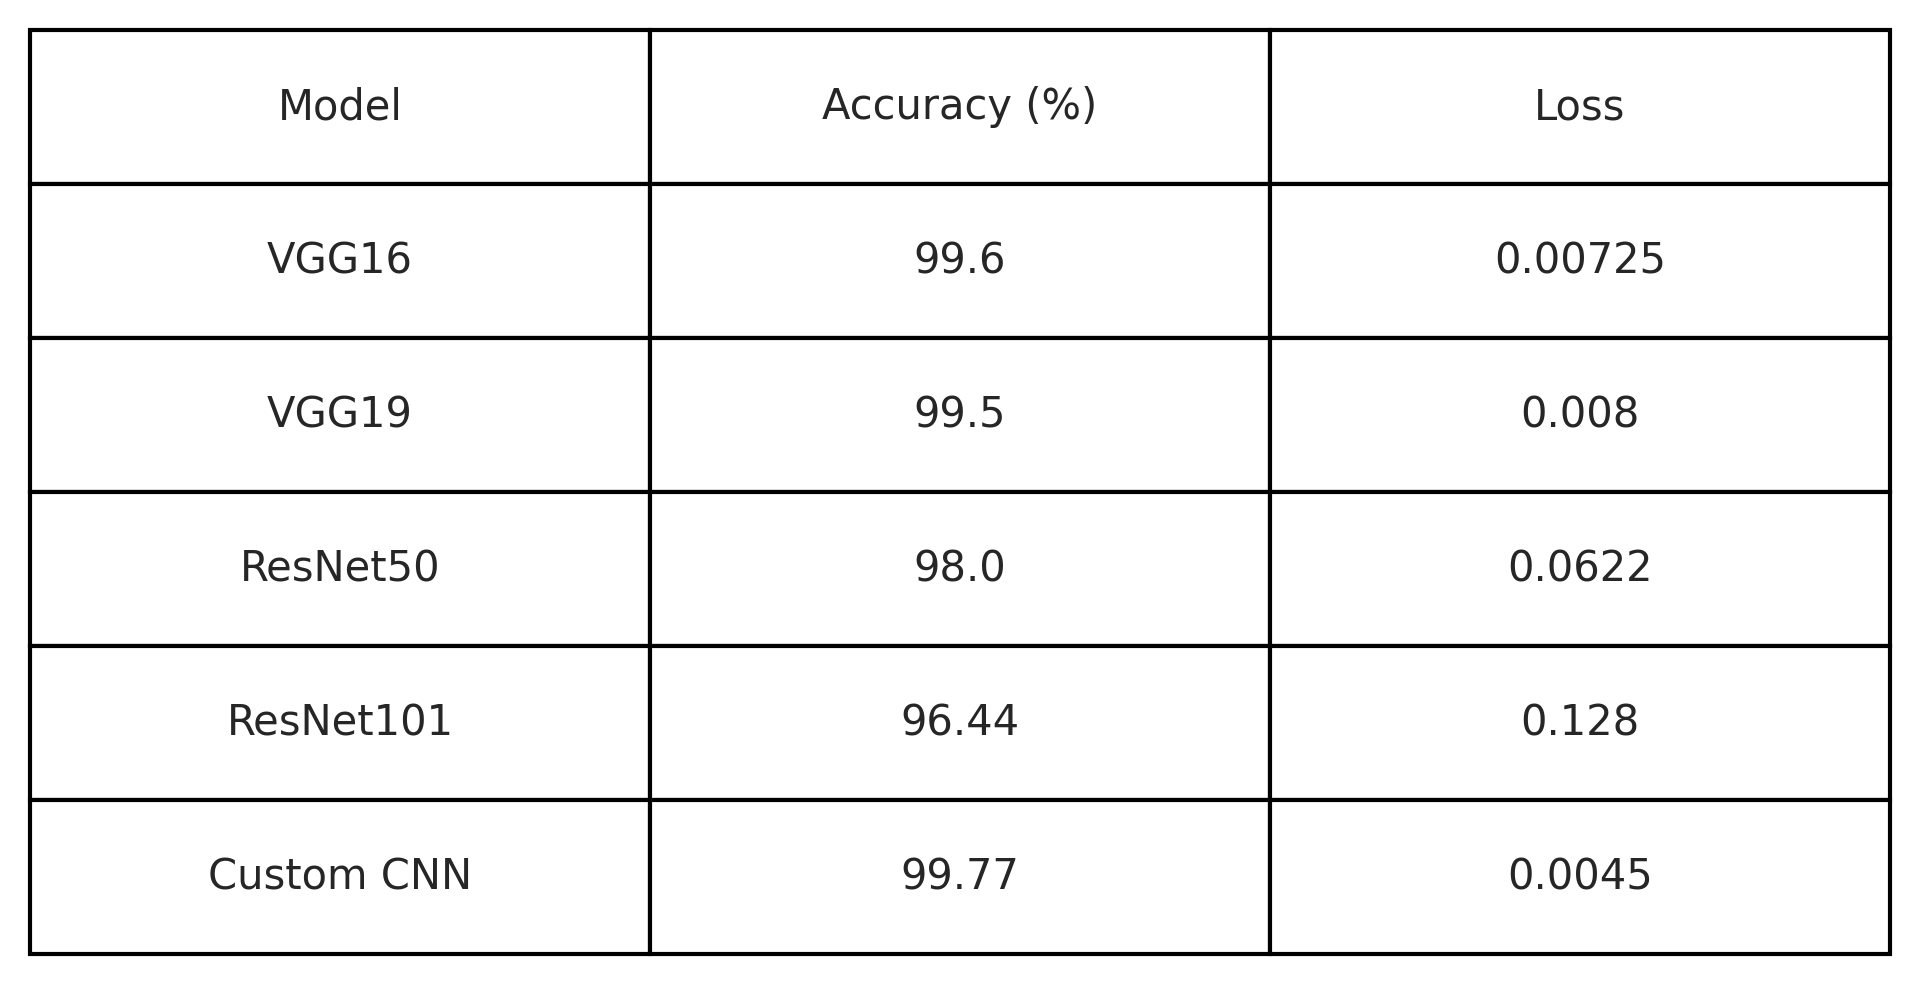 Model Accuracy (%) Loss
VGG16 99.6 0.00725
VGG19 99.5 0.008
ResNet50 98.0 0.0622
ResNet101 96.44 0.128
Custom CNN 99.77 0.0045